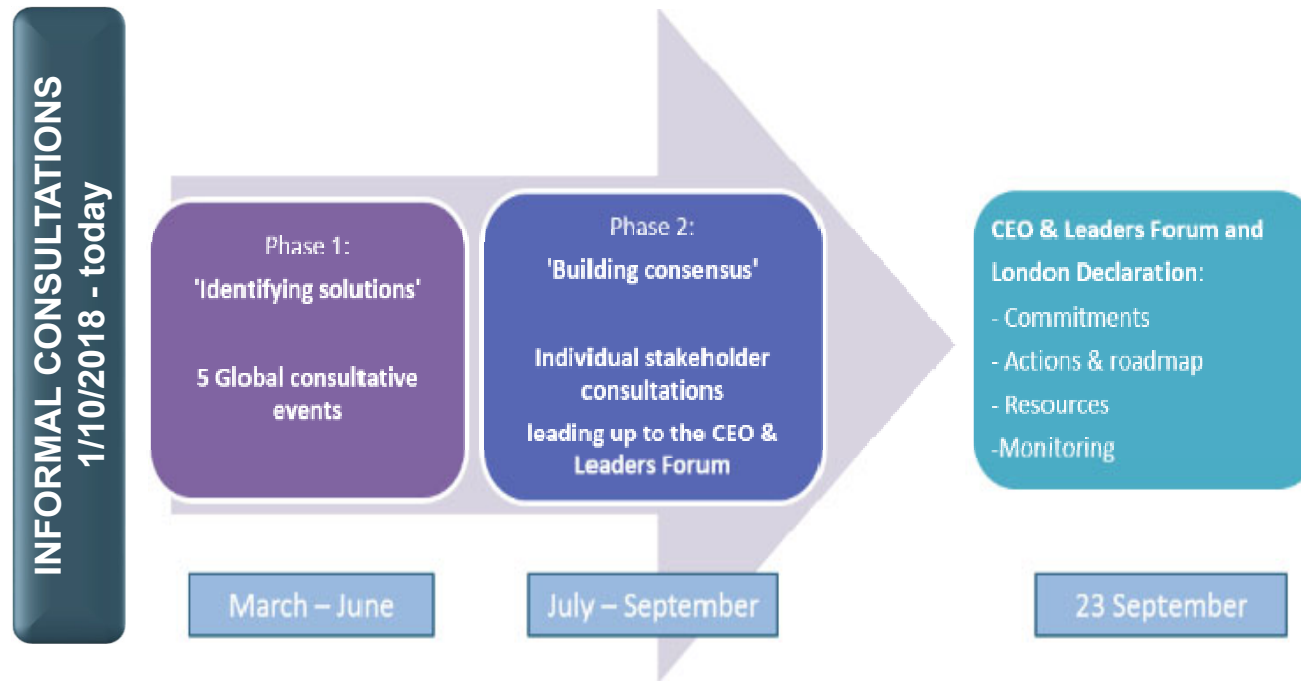 INFORMAL CONSULTATIONS
1/10/2018 - today
Phase 1:
'Identifying solutions'
5 Global consultative
events
March – June
Phase 2:
'Building consensus'
Individual stakeholder
consultations
leading up to the CEO &
Leaders Forum
July – September
CEO & Leaders Forum and
London Declaration:
- Commitments
- Actions & roadmap
- Resources
-Monitoring
23 September